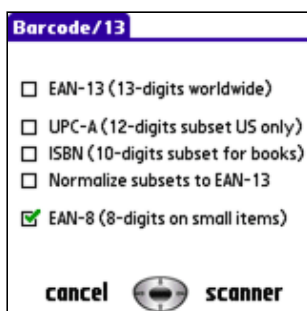 Barcode/13
EAN-13 (13-digits worldwide)
UPC-A (12-digits subset US only)
ISBN (10-digits subset for books)
Normalize subsets to EAN-13
EAN-8 (8-digits on small items)
cancel scanner